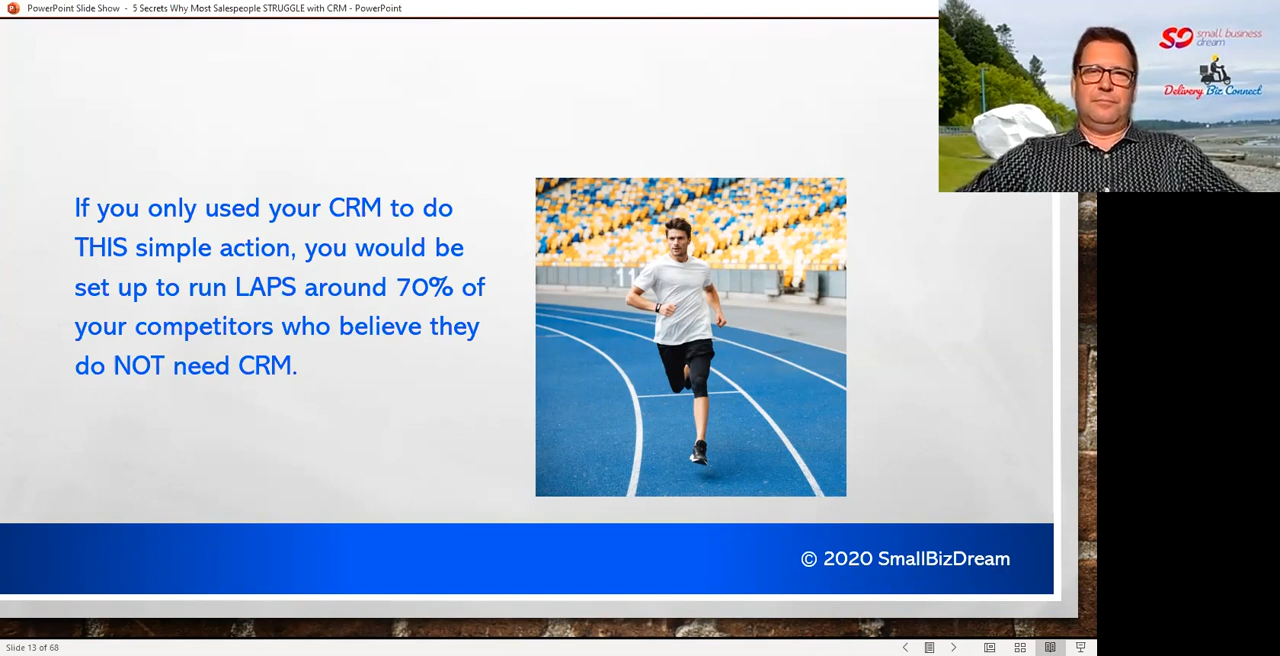 PowerPoint Slide Show - 5 Secrets Why Most Salespeople STRUGGLE with CRM - PowerPoint
small business
dream
Delivery Biz Connect
If you only used your CRM to do
THIS simple action, you would be
set up to run LAPS around 70% of
your competitors who believe they
do NOT need CRM.
11
© 2020 SmallBizDream
Slide 13 of 68